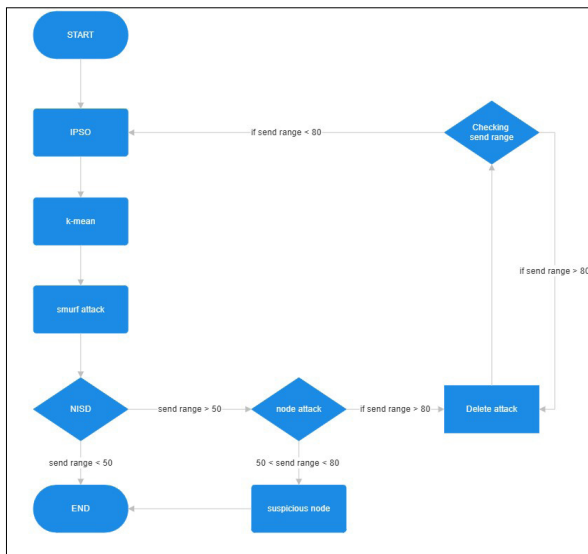 START
IPSO
if send range < 80
Checking
send range
k-mean
if send range > 80
smurf attack
NISD
send range > 50
node attack
if send range > 80
Delete attack
send range < 50
50 < send range < 80
END
suspicious node